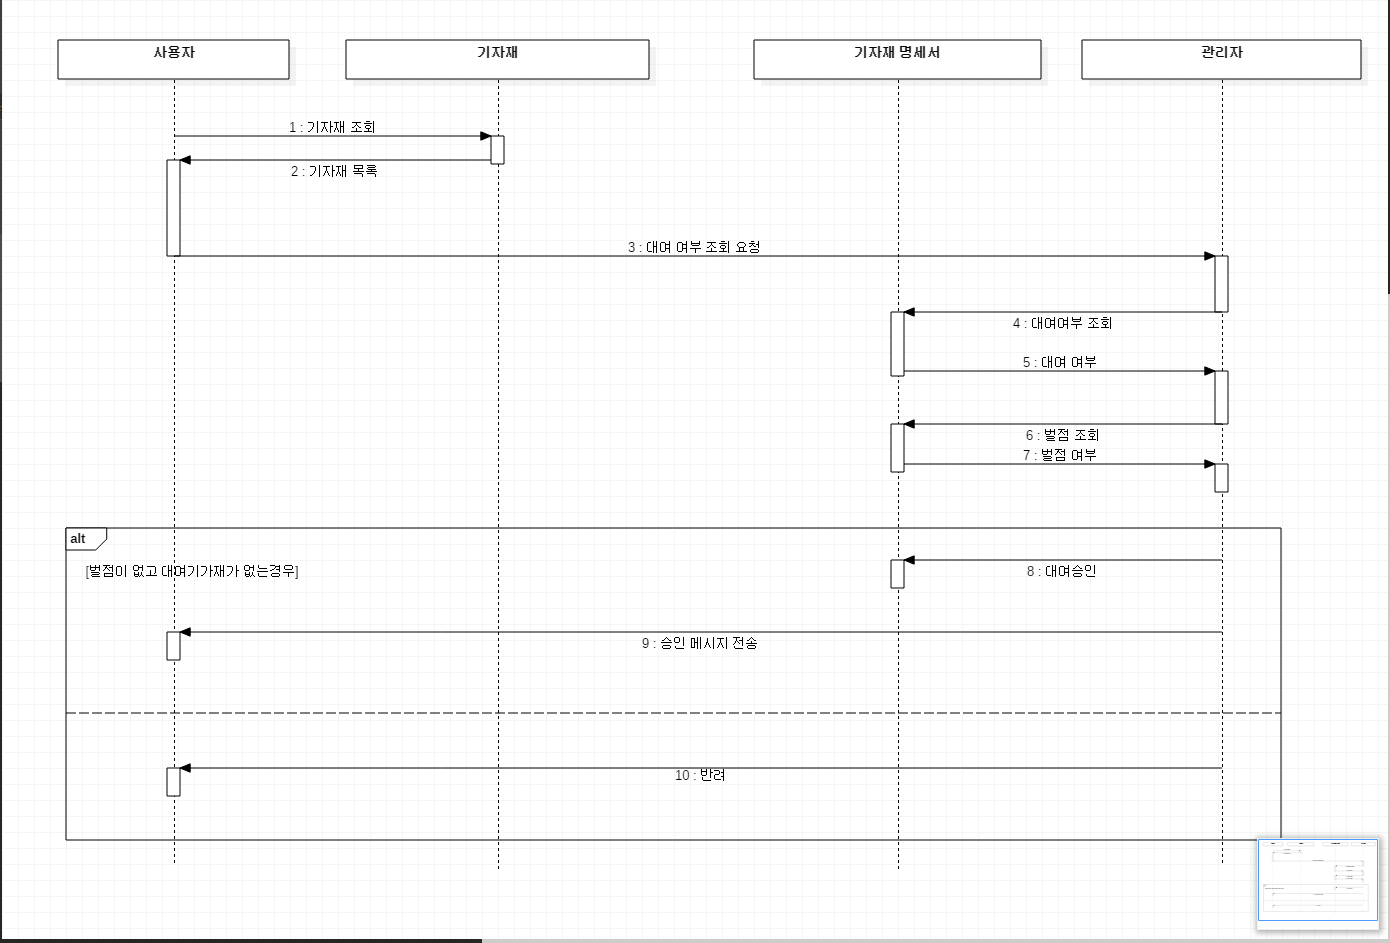 사용자
기자재
기자재 명세서
관리자
1 : 기자재 조회
2 : 기자재 목록
3 : 대여 여부 조회 요청
4 : 대여여부 조회
5 : 대여 여부
6 : 벌점 조회
7 : 벌점 여부
alt
[벌점이 없고 대여기가재가 없는경우]
8 : 대여승인
9 : 승인 메시지 전송
10 : 반려